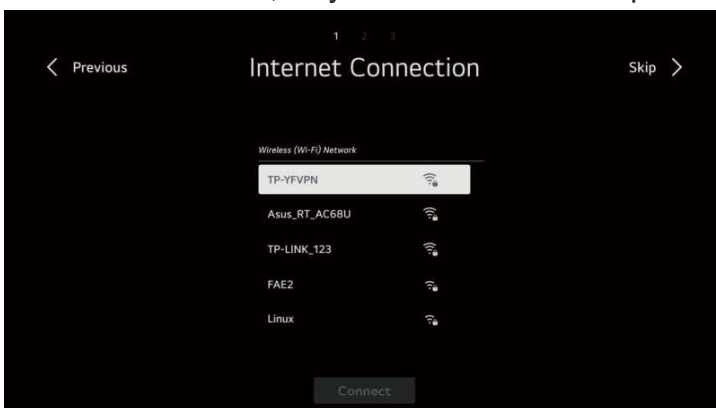 1 2 3
Previous
Internet Connection
Skip
Wireless (Wi-Fi) Network
TP-YFVPN
Asus_RT_AC68U
TP-LINK_123
FAE2
Linux
Connect